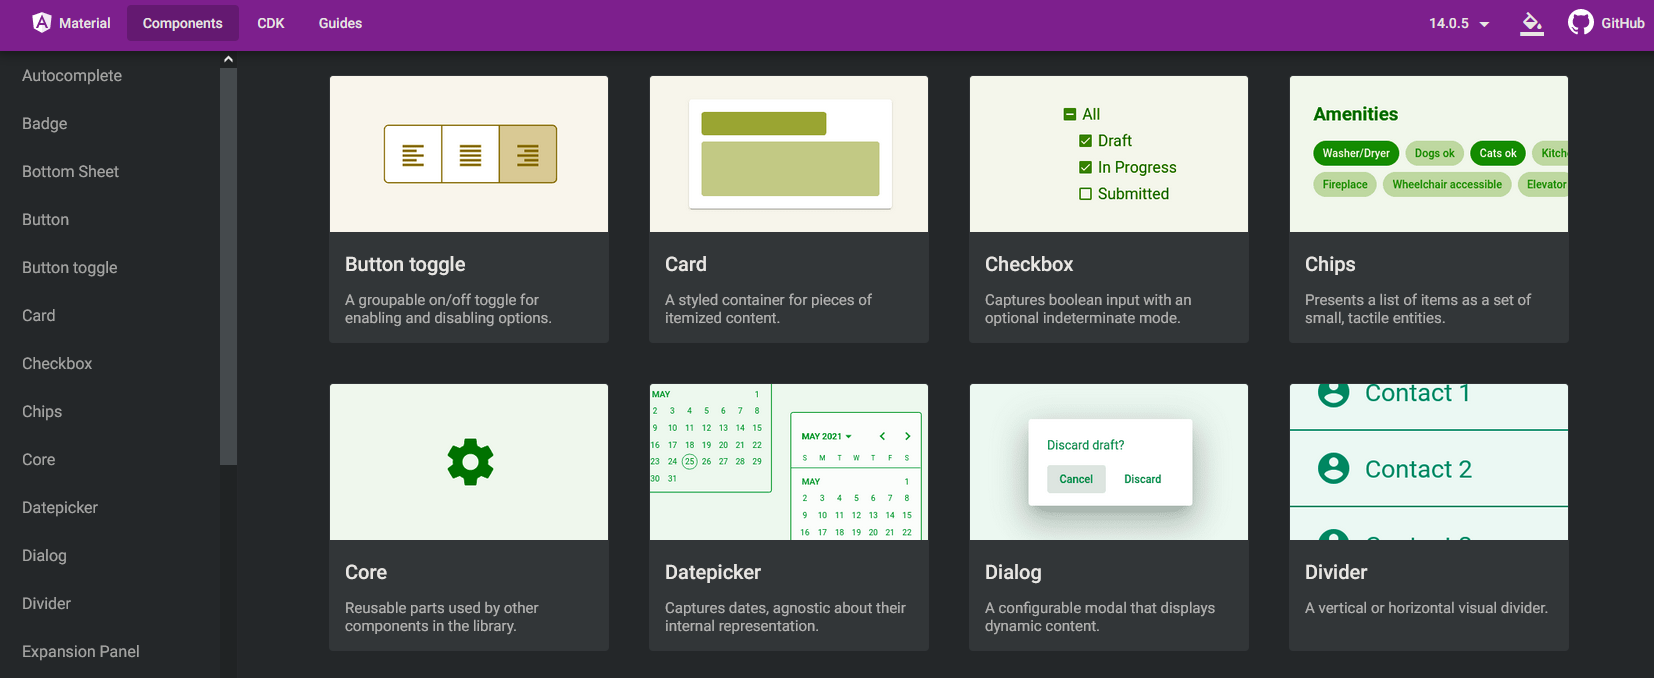 Material
Components
CDK
Guides
14.0.5
GitHub
Autocomplete
Badge
Bottom Sheet
Button
Button toggle
Card
Checkbox
Chips
Core
Datepicker
Dialog
Divider
Expansion Panel
Button toggle
A groupable on/off toggle for
enabling and disabling options.
Card
A styled container for pieces of
itemized content.
All
Draft
In Progress
Submitted
Checkbox
Captures boolean input with an
optional indeterminate mode.
Amenities
Washer/Dryer Dogs ok Cats ok Kitche
Fireplace Wheelchair accessible Elevator
Chips
Presents a list of items as a set of
small, tactile entities.
Core
Reusable parts used by other
components in the library.
MAY 1
2 3 4 5 6 7 8
9 10 11 12 13 14 15
16 17 18 19 20 21 22
23 24 25 26 27 28 29
30 31
MAY 2021
S M T W T F S
MAY 1
2 3 4 5 6 7 8
9 10 11 12 13 14 15
16 17 18 19 20 21 22
Datepicker
Captures dates, agnostic about their
internal representation.
Discard draft?
Cancel Discard
Dialog
A configurable modal that displays
dynamic content.
Contact 1
Contact 2
Divider
A vertical or horizontal visual divider.